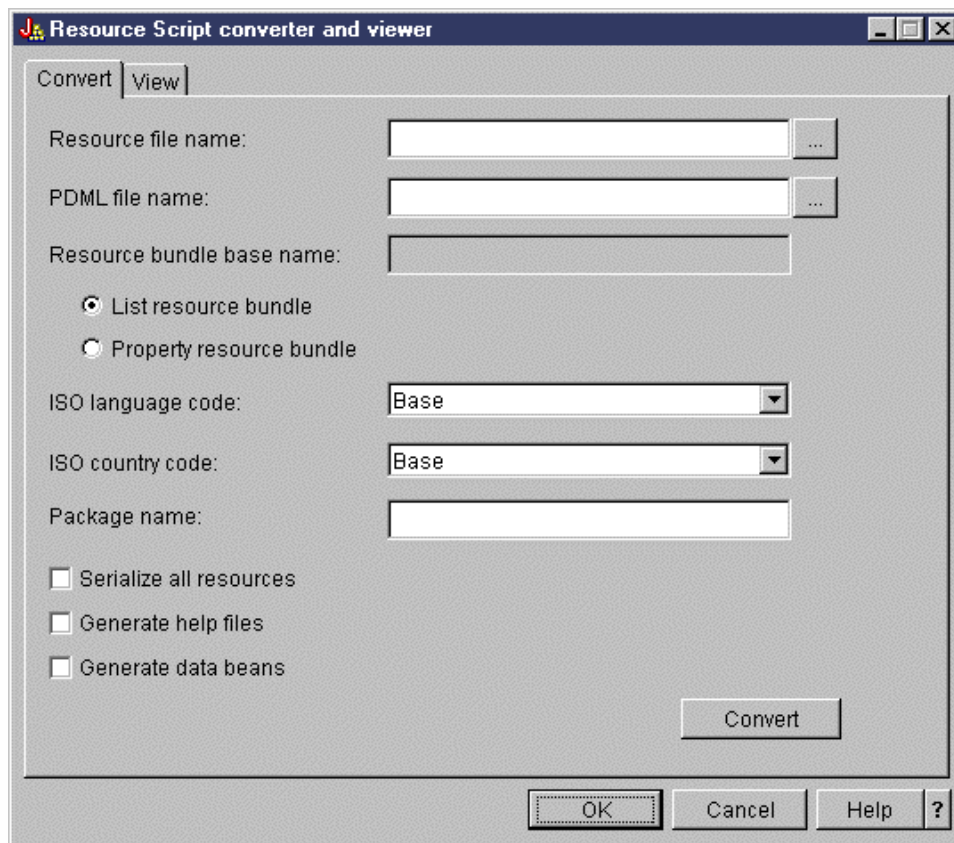 Resource Script converter and viewer
Convert View
Resource file name: ...
PDML file name: ...
Resource bundle base name:
List resource bundle
Property resource bundle
ISO language code: Base
ISO country code: Base
Package name:
Serialize all resources
Generate help files
Generate data beans
Convert
OK Cancel Help ?